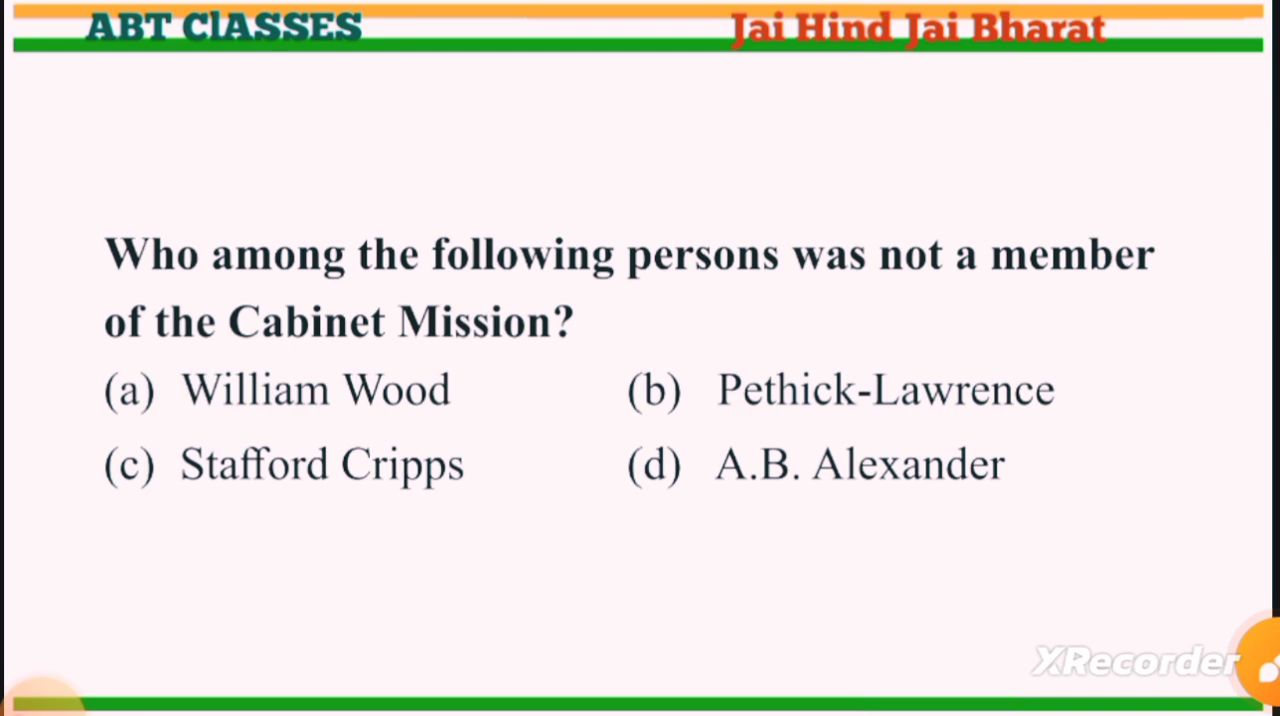 ABT ClASSES Jai Hind Jai Bharat
Who among the following persons was not a member
of the Cabinet Mission?
(a) William Wood (b) Pethick-Lawrence
(c) Stafford Cripps (d) A.B. Alexander
XRecorder